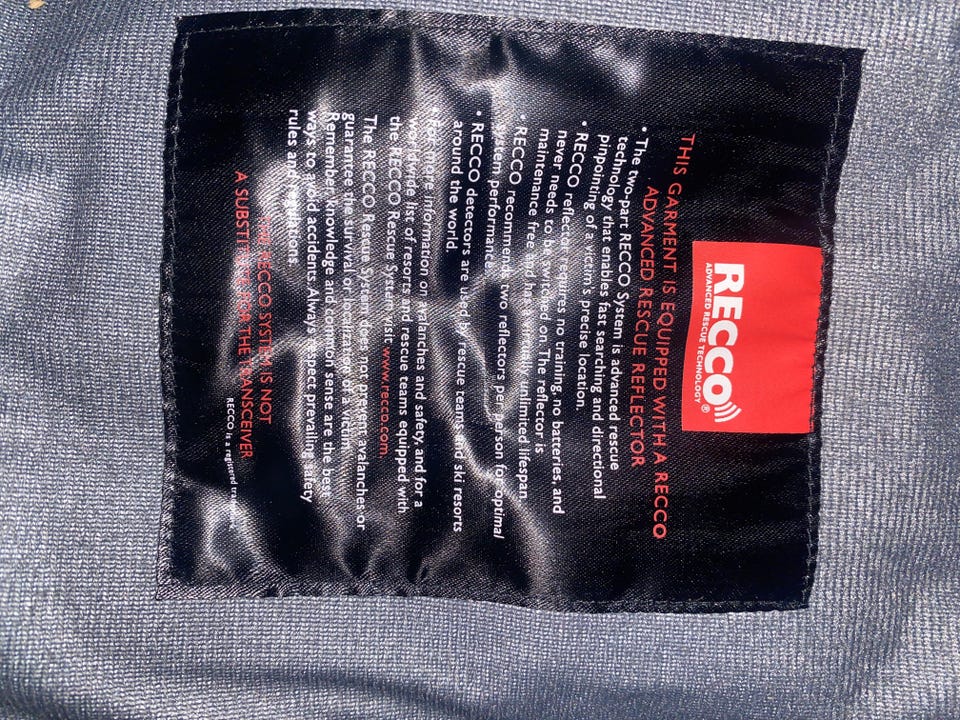 RECCO®
ADVANCED RESCUE TECHNOLOGY
THIS GARMENT IS EQUIPPED WITH A RECCO
ADVANCED RESCUE REFLECTOR
• The two-part RECCO System is advanced rescue
technology that enables fast searching and directional
pinpointing of a victim's precise location.
• RECCO reflector requires no training, no batteries, and
never needs to be switched on. The reflector is
maintenance free and has a virtually unlimited lifespan.
• RECCO recommends two reflectors per person for optimal
system performance.
• RECCO detectors are used by rescue teams and ski resorts
around the world.
For more information on avalanches and safety, and for a
worldwide list of resorts and rescue teams equipped with
the RECCO Rescue System visit www.recco.com.
The RECCO Rescue System does not prevent avalanches or
guarantee the survival or localization of a victim.
Remember, knowledge and common sense are the best
ways to avoid accidents. Always respect prevailing safety
rules and regulations.
THE RECCO SYSTEM IS NOT
A SUBSTITUTE FOR THE TRANSCEIVER
RECCO is a registered